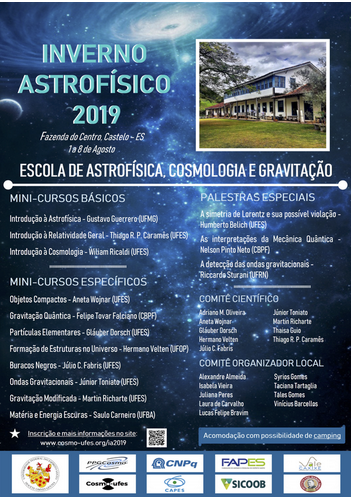 INVERNO
ASTROFÍSICO
2019
Fazenda do Centro, Castelo ~ ES
1 a 8 de Agosto
ESCOLA DE ASTROFÍSICA, COSMOLOGIA E GRAVITAÇÃO
MINI-CURSOS BÁSICOS
Introdução à Astrofísica - Gustavo Guerrero (UFMG)
Introdução à Relatividade Geral - Thiago R. P. Caramês (UFES)
Introdução à Cosmologia - Wiliam Ricaldi (UFES)
MINI-CURSOS ESPECÍFICOS
Objetos Compactos - Aneta Wojnar (UFES)
Gravitação Quântica - Felipe Tovar Falciano (CBPF)
Partículas Elementares - Gláuber Dorsch (UFES)
Formação de Estruturas no Universo - Hermano Velten (UFOP)
Buracos Negros - Júlio C. Fabris (UFES)
Ondas Gravitacionais - Júnior Toniato (UFES)
Gravitação Modificada - Martin Richarte (UFES)
Matéria e Energia Escuras - Saulo Carneiro (UFBA)
PALESTRAS ESPECIAIS
A simetria de Lorentz e sua possível violação -
Humberto Belich (UFES)
As interpretações da Mecânica Quântica -
Nelson Pinto Neto (CBPF)
A detecção das ondas gravitacionais -
Riccardo Sturani (UFRN)
COMITÊ CIENTÍFICO
Adriano M. Oliveira
Aneta Wojnar
Gláuber Dorsch
Hermano Velten
Júlio C. Fabris
Júnior Toniato
Martin Richarte
Thaisa Guio
Thiago R. P. Caramês
COMITÊ ORGANIZADOR LOCAL
Alexandre Almeida
Isabela Vieira
Juliana Peres
Laura de Carvalho
Lucas Felipe Bravim
Syrios Gomes
Taciana Tartaglia
Tales Gomes
Vinícius Barcellos
Inscrição e mais informações no site:
www.cosmo-ufes.org/ia2019
Acomodação com possibilidade de camping
PPGCosmo
CNPq
FAPES
Cosmo-ufes
CAPES
SICOOB